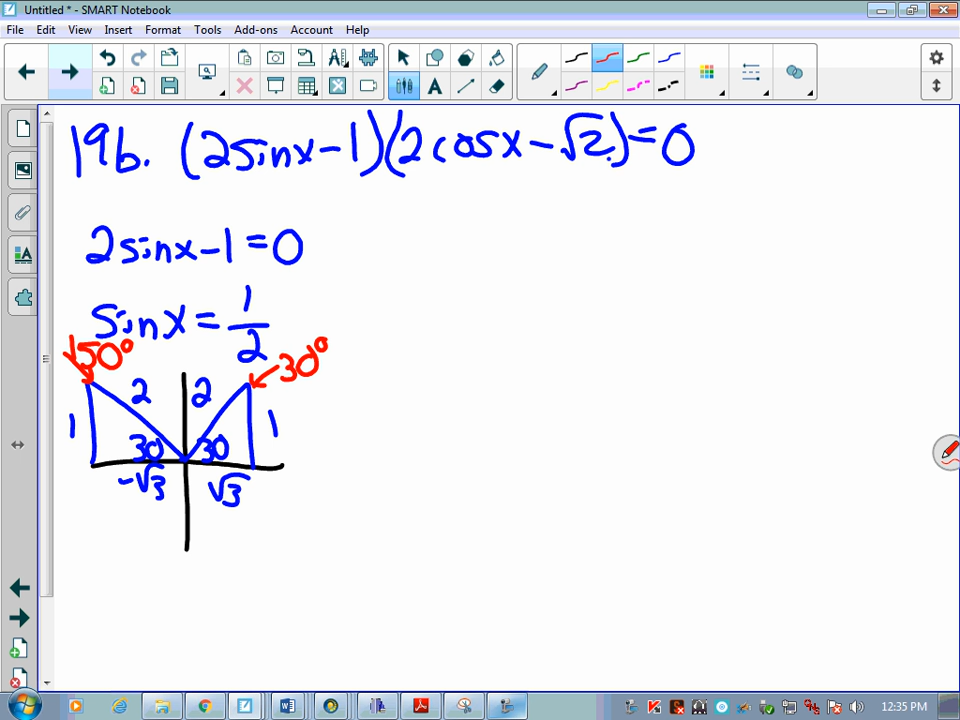 Untitled * - SMART Notebook
File Edit View Insert Format Tools Add-ons Account Help
19b. (2sinx-1)(2cosx-√2)=0
2sinx-1=0
sinx = 1/2
150° 30°
2 2
1 1
30 30
-√3 √3
12:35 PM